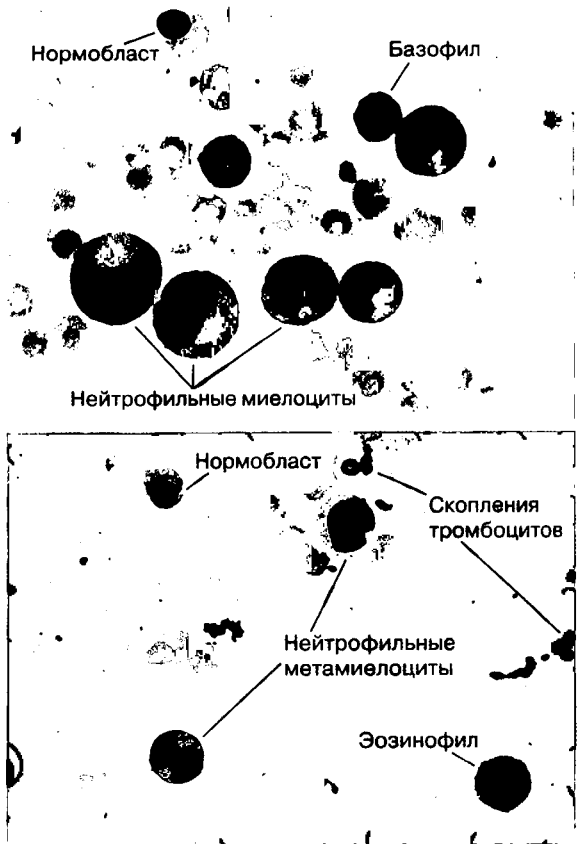 Нормобласт
Базофил
Нейтрофильные миелоциты
Нормобласт
Скопления
тромбоцитов
Нейтрофильные
метамиелоциты
Эозинофил